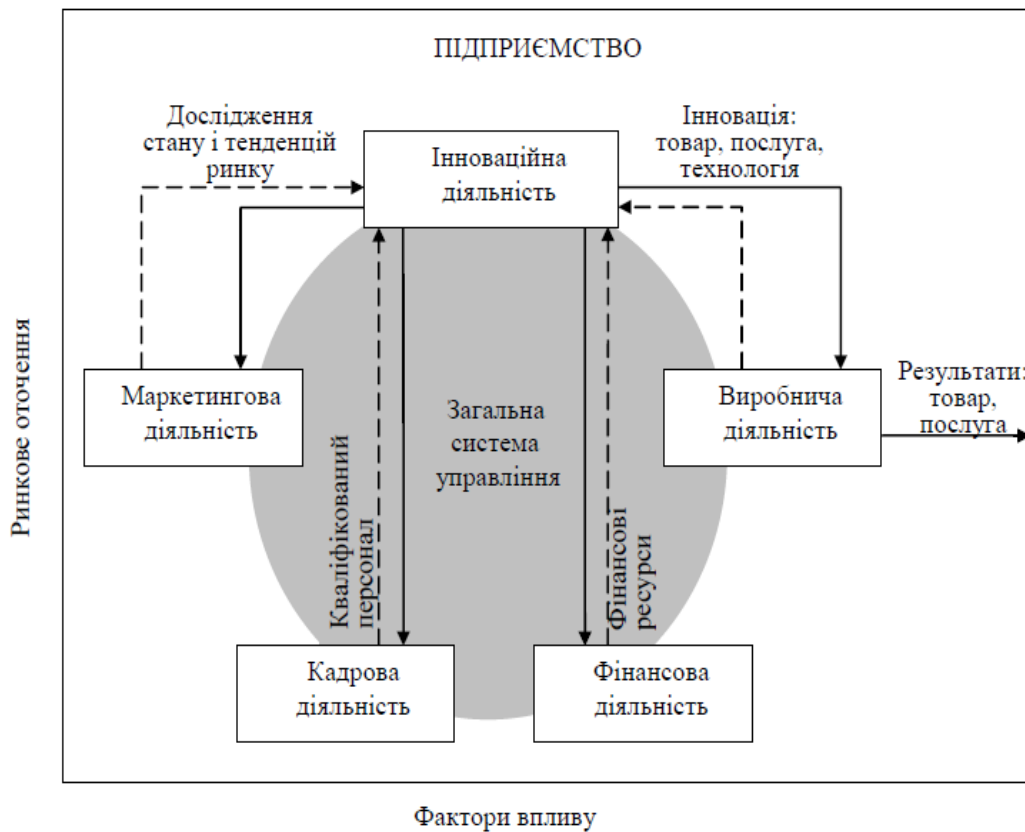 ПІДПРИЄМСТВО
Дослідження
стану і тенденцій
ринку
Інноваційна
діяльність
Інновація:
товар, послуга,
технологія
Ринкове оточення
Маркетингова
діяльність
Загальна
система
управління
Виробнича
діяльність
Результати:
товар,
послуга
Кваліфікований
персонал
Фінансові
ресурси
Кадрова
діяльність
Фінансова
діяльність
Фактори впливу